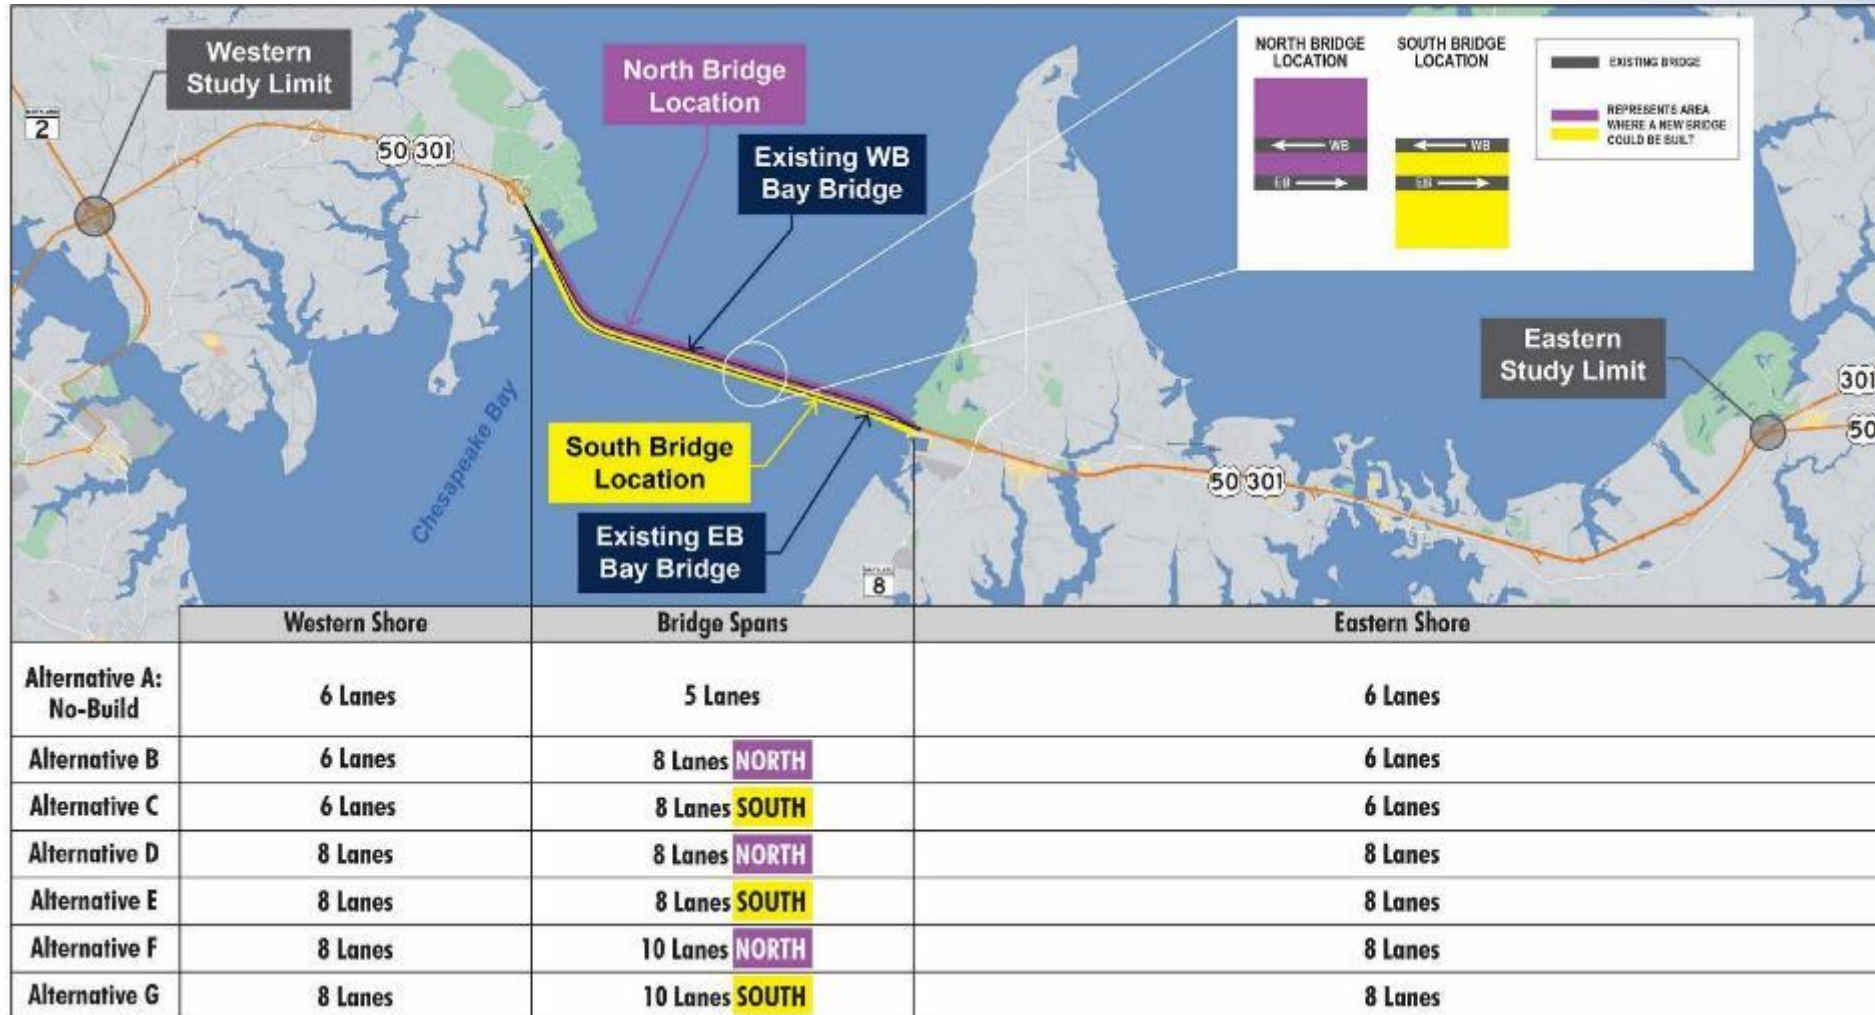 Western
Study Limit
North Bridge
Location
Existing WB
Bay Bridge
NORTH BRIDGE
LOCATION
SOUTH BRIDGE
LOCATION
WB
EB
WB
EB
EXISTING BRIDGE
REPRESENTS AREA
WHERE A NEW BRIDGE
COULD BE BUILT
MARYLAND
2
50 301
Chesapeake Bay
South Bridge
Location
Existing EB
Bay Bridge
MARYLAND
8
50 301
Eastern
Study Limit
301
50
Western Shore Bridge Spans Eastern Shore
Alternative A:
No-Build 6 Lanes 5 Lanes 6 Lanes
Alternative B 6 Lanes 8 Lanes NORTH 6 Lanes
Alternative C 6 Lanes 8 Lanes SOUTH 6 Lanes
Alternative D 8 Lanes 8 Lanes NORTH 8 Lanes
Alternative E 8 Lanes 8 Lanes SOUTH 8 Lanes
Alternative F 8 Lanes 10 Lanes NORTH 8 Lanes
Alternative G 8 Lanes 10 Lanes SOUTH 8 Lanes